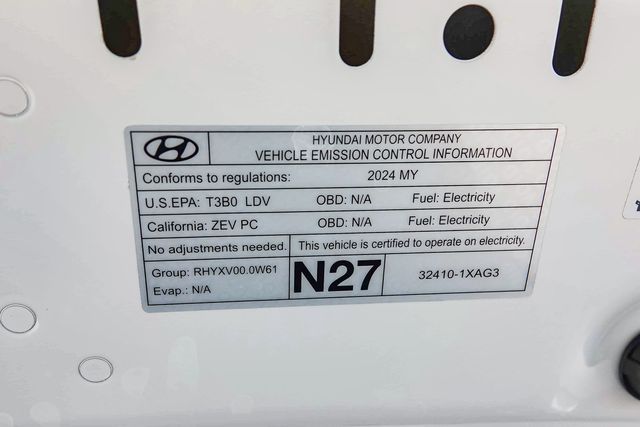 HYUNDAI MOTOR COMPANY
VEHICLE EMISSION CONTROL INFORMATION
Conforms to regulations: 2024 MY
U.S.EPA: T3B0 LDV OBD: N/A Fuel: Electricity
California: ZEV PC OBD: N/A Fuel: Electricity
No adjustments needed. This vehicle is certified to operate on electricity.
Group: RHYXV00.0W61
Evap.: N/A
N27
32410-1XAG3